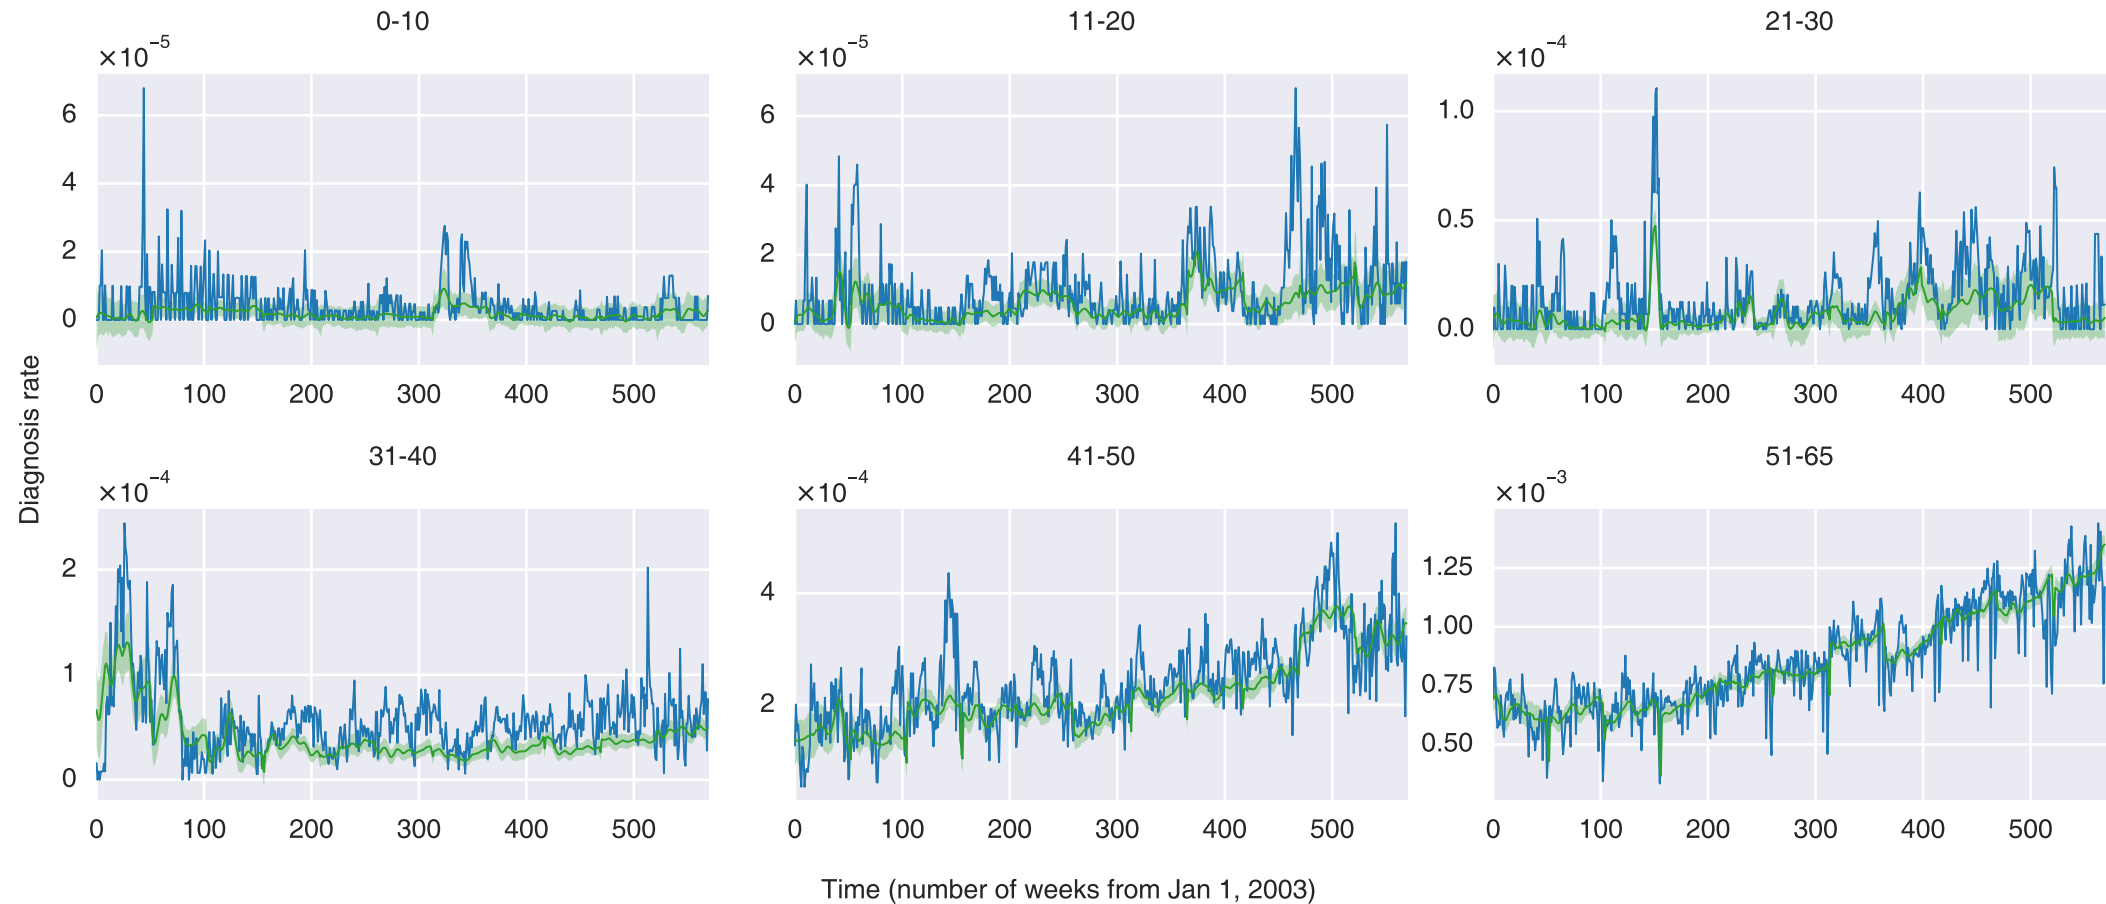 0-10 11-20 21-30
×10⁻⁵ ×10⁻⁵ ×10⁻⁴
6 6 1.0
4 4 0.5
2 2 0.0
0 0
0 100 200 300 400 500 0 100 200 300 400 500 0 100 200 300 400 500
Diagnosis rate
31-40 41-50 51-65
×10⁻⁴ ×10⁻⁴ ×10⁻³
2 4 1.25
1 2 1.00
0 0.75
0.50
0 100 200 300 400 500 0 100 200 300 400 500 0 100 200 300 400 500
Time (number of weeks from Jan 1, 2003)